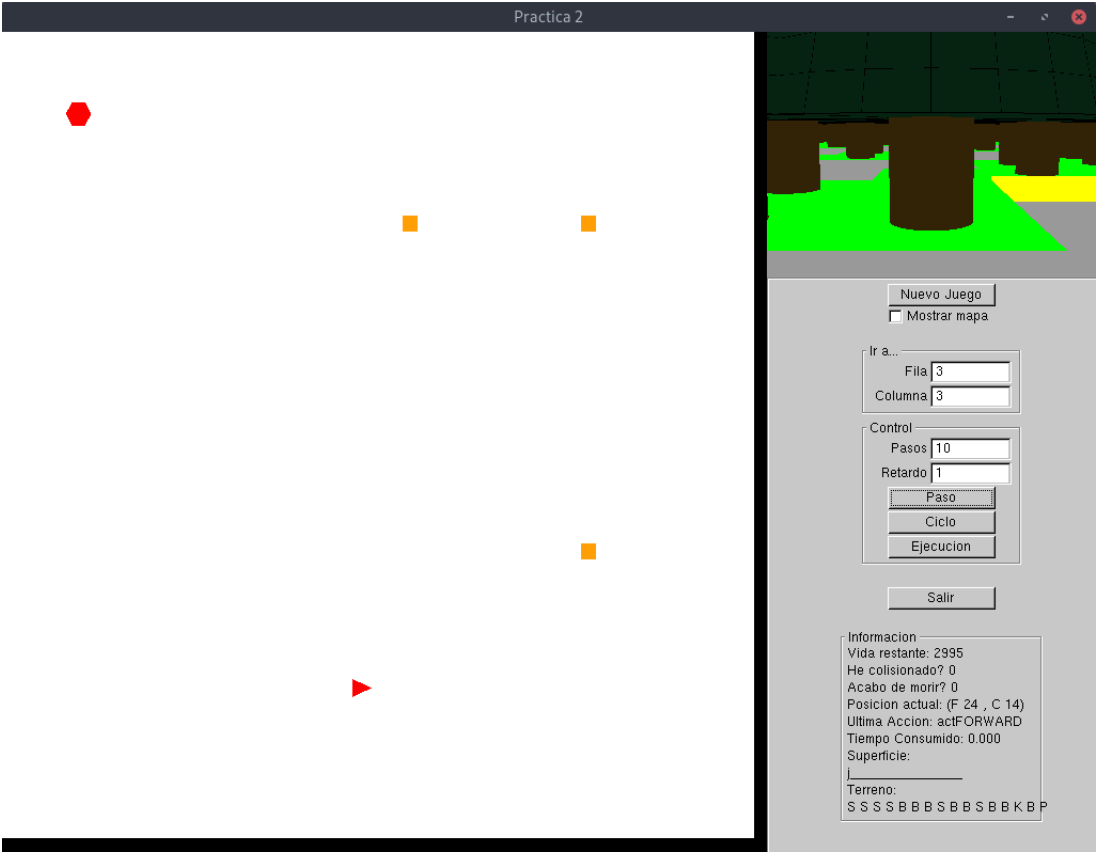 Practica 2
Nuevo Juego
Mostrar mapa
Ir a...
Fila 3
Columna 3
Control
Pasos 10
Retardo 1
Paso
Ciclo
Ejecucion
Salir
Informacion
Vida restante: 2995
He colisionado? 0
Acabo de morir? 0
Posicion actual: (F 24 , C 14)
Ultima Accion: actFORWARD
Tiempo Consumido: 0.000
Superficie:
j_______________
Terreno:
S S S S B B B S B B S B B K B P